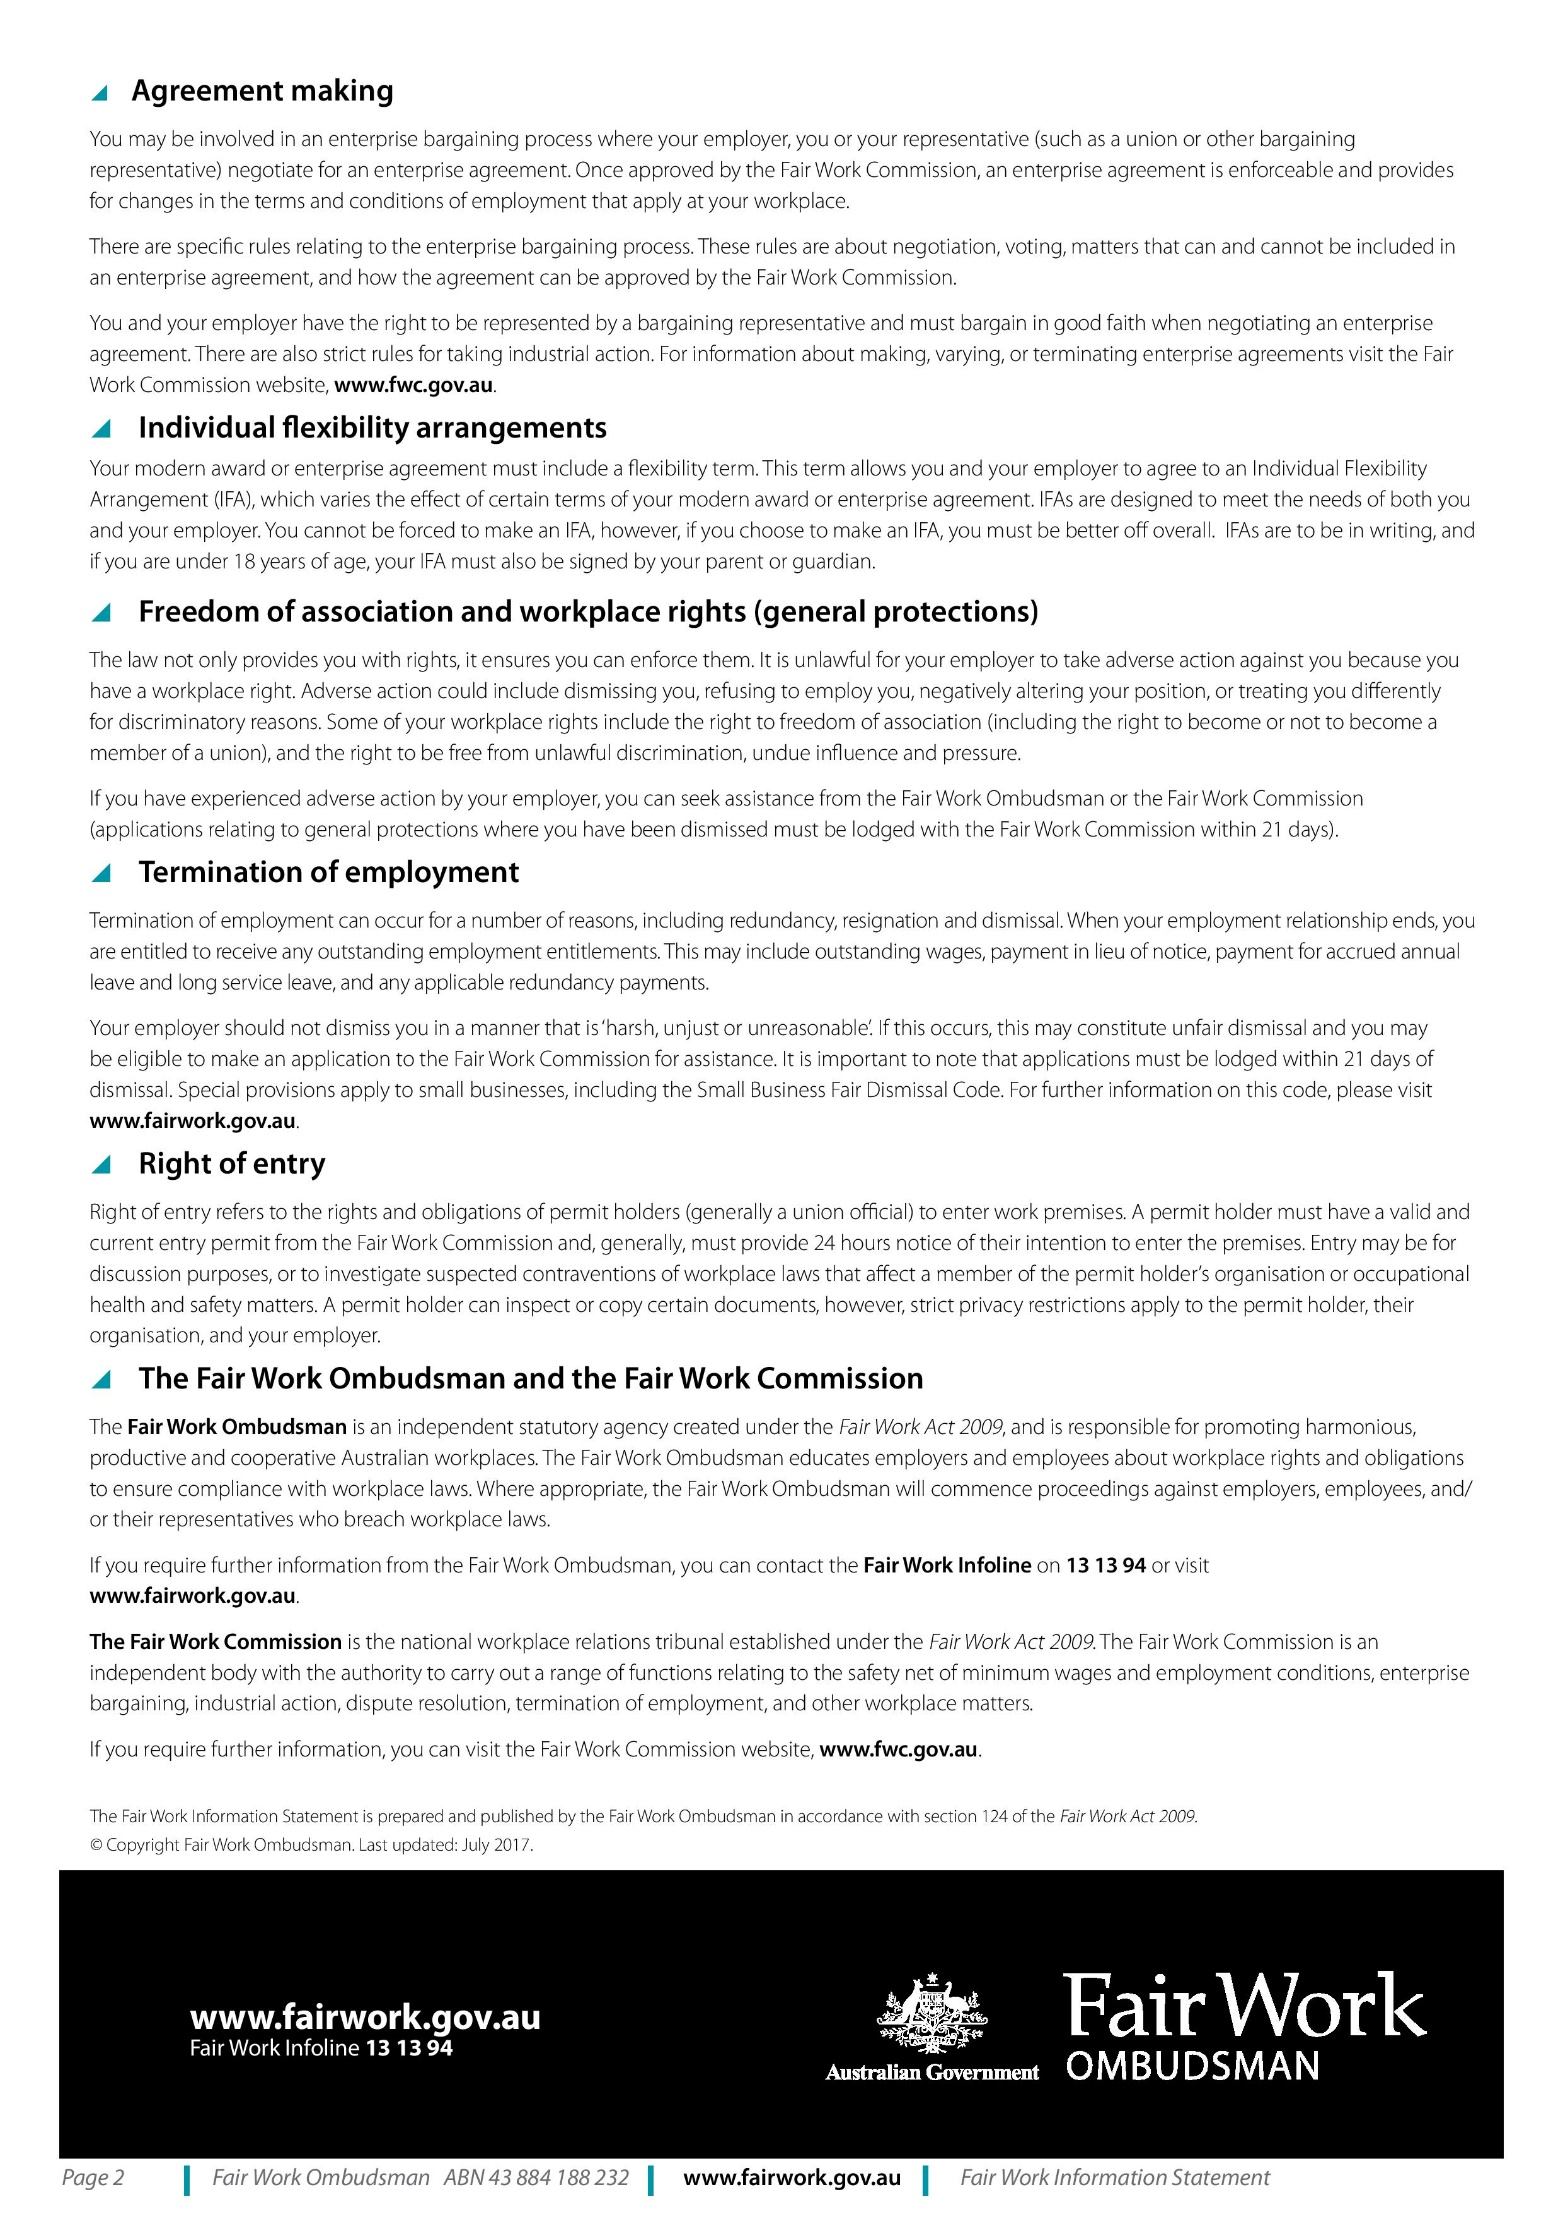 Agreement making
You may be involved in an enterprise bargaining process where your employer, you or your representative (such as a union or other bargaining
representative) negotiate for an enterprise agreement. Once approved by the Fair Work Commission, an enterprise agreement is enforceable and provides
for changes in the terms and conditions of employment that apply at your workplace.
There are specific rules relating to the enterprise bargaining process. These rules are about negotiation, voting, matters that can and cannot be included in
an enterprise agreement, and how the agreement can be approved by the Fair Work Commission.
You and your employer have the right to be represented by a bargaining representative and must bargain in good faith when negotiating an enterprise
agreement. There are also strict rules for taking industrial action. For information about making, varying, or terminating enterprise agreements visit the Fair
Work Commission website, www.fwc.gov.au.
Individual flexibility arrangements
Your modern award or enterprise agreement must include a flexibility term. This term allows you and your employer to agree to an Individual Flexibility
Arrangement (IFA), which varies the effect of certain terms of your modern award or enterprise agreement. IFAs are designed to meet the needs of both you
and your employer. You cannot be forced to make an IFA, however, if you choose to make an IFA, you must be better off overall. IFAs are to be in writing, and
if you are under 18 years of age, your IFA must also be signed by your parent or guardian.
Freedom of association and workplace rights (general protections)
The law not only provides you with rights, it ensures you can enforce them. It is unlawful for your employer to take adverse action against you because you
have a workplace right. Adverse action could include dismissing you, refusing to employ you, negatively altering your position, or treating you differently
for discriminatory reasons. Some of your workplace rights include the right to freedom of association (including the right to become or not to become a
member of a union), and the right to be free from unlawful discrimination, undue influence and pressure.
If you have experienced adverse action by your employer, you can seek assistance from the Fair Work Ombudsman or the Fair Work Commission
(applications relating to general protections where you have been dismissed must be lodged with the Fair Work Commission within 21 days).
Termination of employment
Termination of employment can occur for a number of reasons, including redundancy, resignation and dismissal. When your employment relationship ends, you
are entitled to receive any outstanding employment entitlements. This may include outstanding wages, payment in lieu of notice, payment for accrued annual
leave and long service leave, and any applicable redundancy payments.
Your employer should not dismiss you in a manner that is ‘harsh, unjust or unreasonable’. If this occurs, this may constitute unfair dismissal and you may
be eligible to make an application to the Fair Work Commission for assistance. It is important to note that applications must be lodged within 21 days of
dismissal. Special provisions apply to small businesses, including the Small Business Fair Dismissal Code. For further information on this code, please visit
www.fairwork.gov.au.
Right of entry
Right of entry refers to the rights and obligations of permit holders (generally a union official) to enter work premises. A permit holder must have a valid and
current entry permit from the Fair Work Commission and, generally, must provide 24 hours notice of their intention to enter the premises. Entry may be for
discussion purposes, or to investigate suspected contraventions of workplace laws that affect a member of the permit holder’s organisation or occupational
health and safety matters. A permit holder can inspect or copy certain documents, however, strict privacy restrictions apply to the permit holder, their
organisation, and your employer.
The Fair Work Ombudsman and the Fair Work Commission
The Fair Work Ombudsman is an independent statutory agency created under the Fair Work Act 2009, and is responsible for promoting harmonious,
productive and cooperative Australian workplaces. The Fair Work Ombudsman educates employers and employees about workplace rights and obligations
to ensure compliance with workplace laws. Where appropriate, the Fair Work Ombudsman will commence proceedings against employers, employees, and/
or their representatives who breach workplace laws.
If you require further information from the Fair Work Ombudsman, you can contact the Fair Work Infoline on 13 13 94 or visit
www.fairwork.gov.au.
The Fair Work Commission is the national workplace relations tribunal established under the Fair Work Act 2009. The Fair Work Commission is an
independent body with the authority to carry out a range of functions relating to the safety net of minimum wages and employment conditions, enterprise
bargaining, industrial action, dispute resolution, termination of employment, and other workplace matters.
If you require further information, you can visit the Fair Work Commission website, www.fwc.gov.au.
The Fair Work Information Statement is prepared and published by the Fair Work Ombudsman in accordance with section 124 of the Fair Work Act 2009.
© Copyright Fair Work Ombudsman. Last updated: July 2017.
www.fairwork.gov.au
Fair Work Infoline 13 13 94
Australian Government
Fair Work
OMBUDSMAN
Page 2 Fair Work Ombudsman ABN 43 884 188 232 www.fairwork.gov.au Fair Work Information Statement